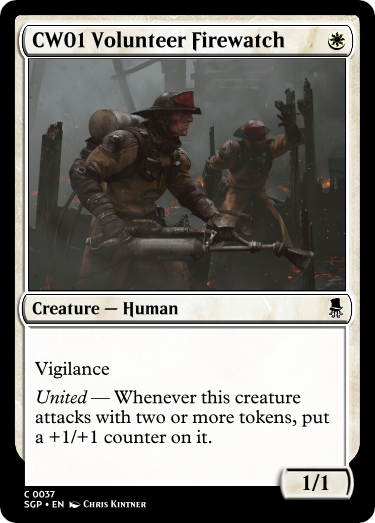 CW01 Volunteer Firewatch
Creature — Human
Vigilance
United — Whenever this creature
attacks with two or more tokens, put
a +1/+1 counter on it.
1/1
C 0037
SGP • EN Chris Kintner